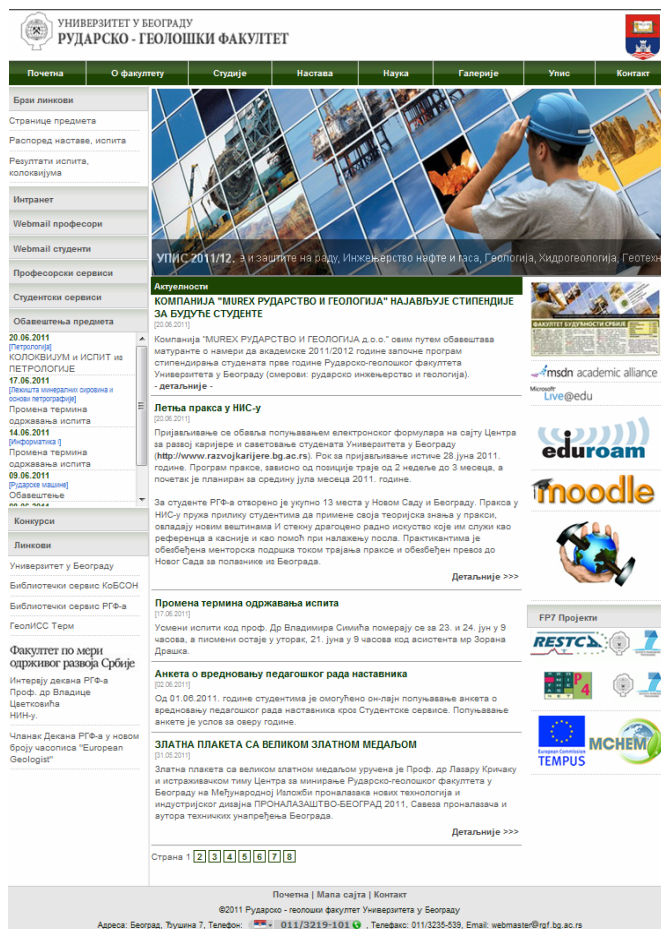 УНИВЕРЗИТЕТ У БЕОГРАДУ
РУДАРСКО - ГЕОЛОШКИ ФАКУЛТЕТ
Почетна О факултету Студије Настава Наука Галерије Упис Контакт
Брзи линкови
Странице предмета
Распоред наставе, испита
Резултати испита,
колоквијума
Интранет
Webmail професори
Webmail студенти
Професорски сервиси
Студентски сервиси
Обавештења предмета
20.06.2011
[Петрологија]
КОЛОКВИЈУМ и ИСПИТ из
ПЕТРОЛОГИЈЕ
17.06.2011
[Лежишта минералних сировина и
основи петрографије]
Промена термина
одржавања испита
14.06.2011
[Информатика I]
Промена термина
одржавања испита
09.06.2011
[Рударске машине]
Обавештење
Конкурси
Линкови
Универзитет у Београду
Библиотечки сервис КоБСОН
Библиотечки сервис РГФ-а
ГеолИСС Терм
Факултет по мери
одрживог развоја Србије
Интервју декана РГФ-а
Проф. др Владице
Цветковића
НИН-у.
Чланак Декана РГФ-а у новом
броју часописа "European
Geologist"
УПИС 2011/12. е и заштите на раду, Инжењерство нафте и гаса, Геологија, Хидрогеологија, Геотехн
Актуелности
КОМПАНИЈА "MUREX РУДАРСТВО И ГЕОЛОГИЈА" НАЈАВЉУЈЕ СТИПЕНДИЈЕ
ЗА БУДУЋЕ СТУДЕНТЕ
[20.06.2011]
Компанија "MUREX РУДАРСТВО И ГЕОЛОГИЈА д.о.о." овим путем обавештава
матуранте о намери да академске 2011/2012 године започне програм
стипендирања студената прве године Рударско-геолошког факултета
Универзитета у Београду (смерови: рударско инжењерство и геологија).
- детаљније -
Летња пракса у НИС-у
[20.06.2011]
Пријављивање се обавља попуњавањем електронског формулара на сајту Центра
за развој каријере и саветовање студената Универзитета у Београду
(http://www.razvojkarijere.bg.ac.rs). Рок за пријављивање истиче 28.јуна 2011.
године. Програм праксе, зависно од позиције траје од 2 недеље до 3 месеца, а
почетак је планиран за средину јула месеца 2011. године.
За студенте РГФ-а отворено је укупно 13 места у Новом Саду и Београду. Пракса у
НИС-у пружа прилику студентима да примене своја теоријска знања у пракси,
овладају новим вештинама И стекну драгоцено радно искуство које им служи као
референца а касније и као помоћ при налажењу посла. Практикантима је
обезбеђена менторска подршка током трајања праксе и обезбеђен превоз до
Новог Сада за полазнике из Београда.
Детаљније >>>
Промена термина одржавања испита
[17.06.2011]
Усмени испити код проф. Др Владимира Симића померају се за 23. и 24. јун у 9
часова, а писмени остаје у уторак, 21. јуна у 9 часова код асистента мр Зорана
Драшка.
Анкета о вредновању педагошког рада наставника
[02.06.2011]
Од 01.06.2011. године студентима је омогућено он-лајн попуњавање анкета о
вредновању педагошког рада наставника кроз Студентске сервисе. Попуњавање
анкете је услов за оверу године.
ЗЛАТНА ПЛАКЕТА СА ВЕЛИКОМ ЗЛАТНОМ МЕДАЉОМ
[31.05.2011]
Златна плакета са великом златном медаљом уручена је Проф. др Лазару Кричаку
и истраживачком тиму Центра за минирање Рударско-геолошког факултета у
Београду на Међународној Изложби проналазака нових технологија и
индустријског дизајна ПРОНАЛАЗАШТВО-БЕОГРАД 2011, Савеза проналазача и
аутора техничких унапређења Београда.
Детаљније >>>
Страна 1 2 3 4 5 6 7 8
ФАКУЛТЕТ БУДУЋНОСТИ СРБИЈЕ
msdn academic alliance
Microsoft
Live@edu
eduroam
moodle
FP7 Пројекти
RESTCA
P4
European Commission
TEMPUS
MCHEM
Почетна | Мапа сајта | Контакт
©2011 Рударско - геолошки факултет Универзитета у Београду
Адреса: Београд, Ђушина 7, Телефон: 011/3219-101 , Телефакс: 011/3235-539, Email: webmaster@rgf.bg.ac.rs